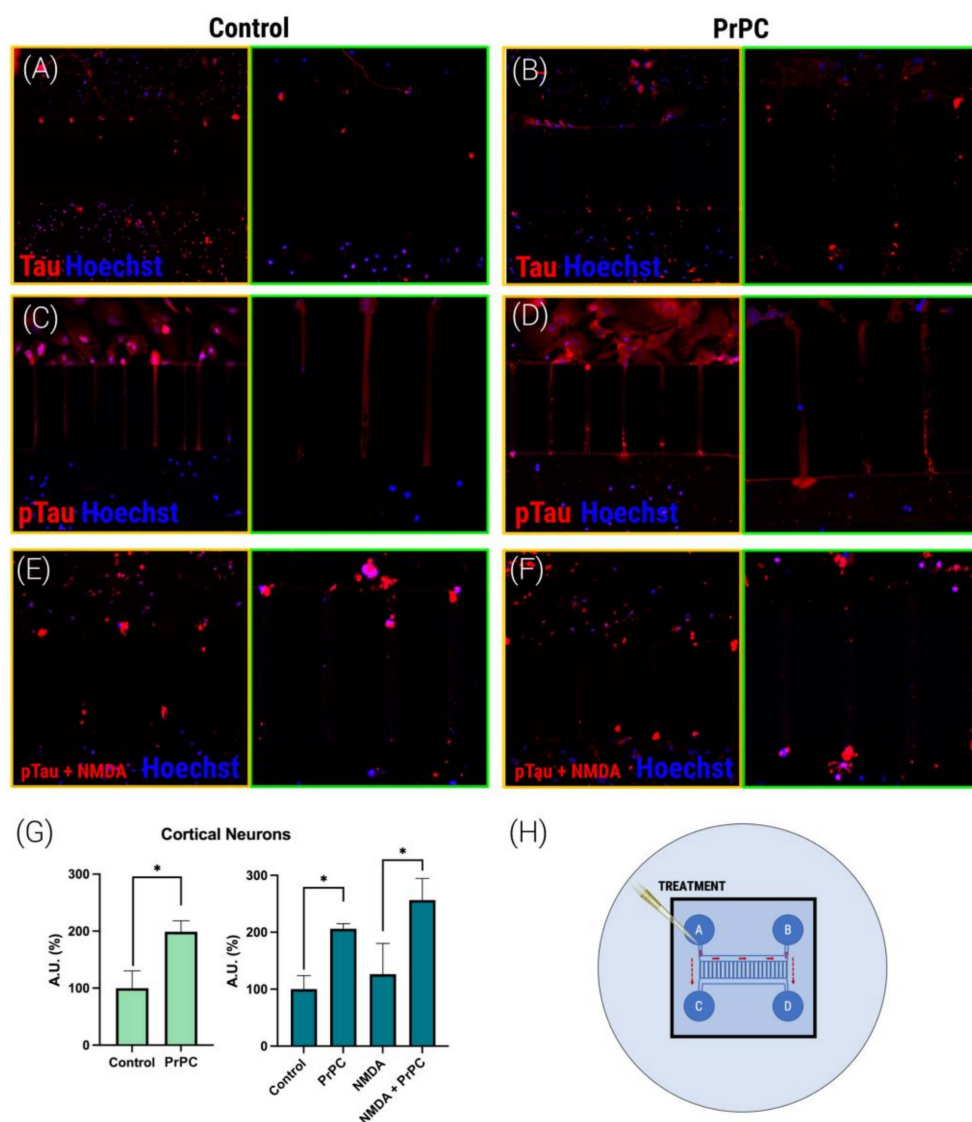 Control
PrPC
(A)
Tau Hoechst
(B)
Tau Hoechst
(C)
pTau Hoechst
(D)
pTau Hoechst
(E)
pTau + NMDA Hoechst
(F)
pTau + NMDA Hoechst
(G)
Cortical Neurons
*
300
200
100
0
A.U. (%)
Control
PrPC
*
*
300
200
100
0
A.U. (%)
Control
PrPC
NMDA
NMDA + PrPC
(H)
TREATMENT
A
B
C
D